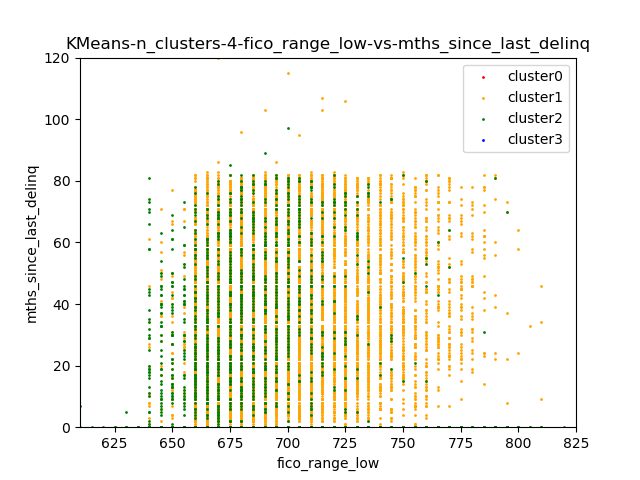 KMeans-n_clusters-4-fico_range_low-vs-mths_since_last_delinq
120
100
80
60
40
20
0
mths_since_last_delinq
cluster0
cluster1
cluster2
cluster3
625 650 675 700 725 750 775 800 825
fico_range_low